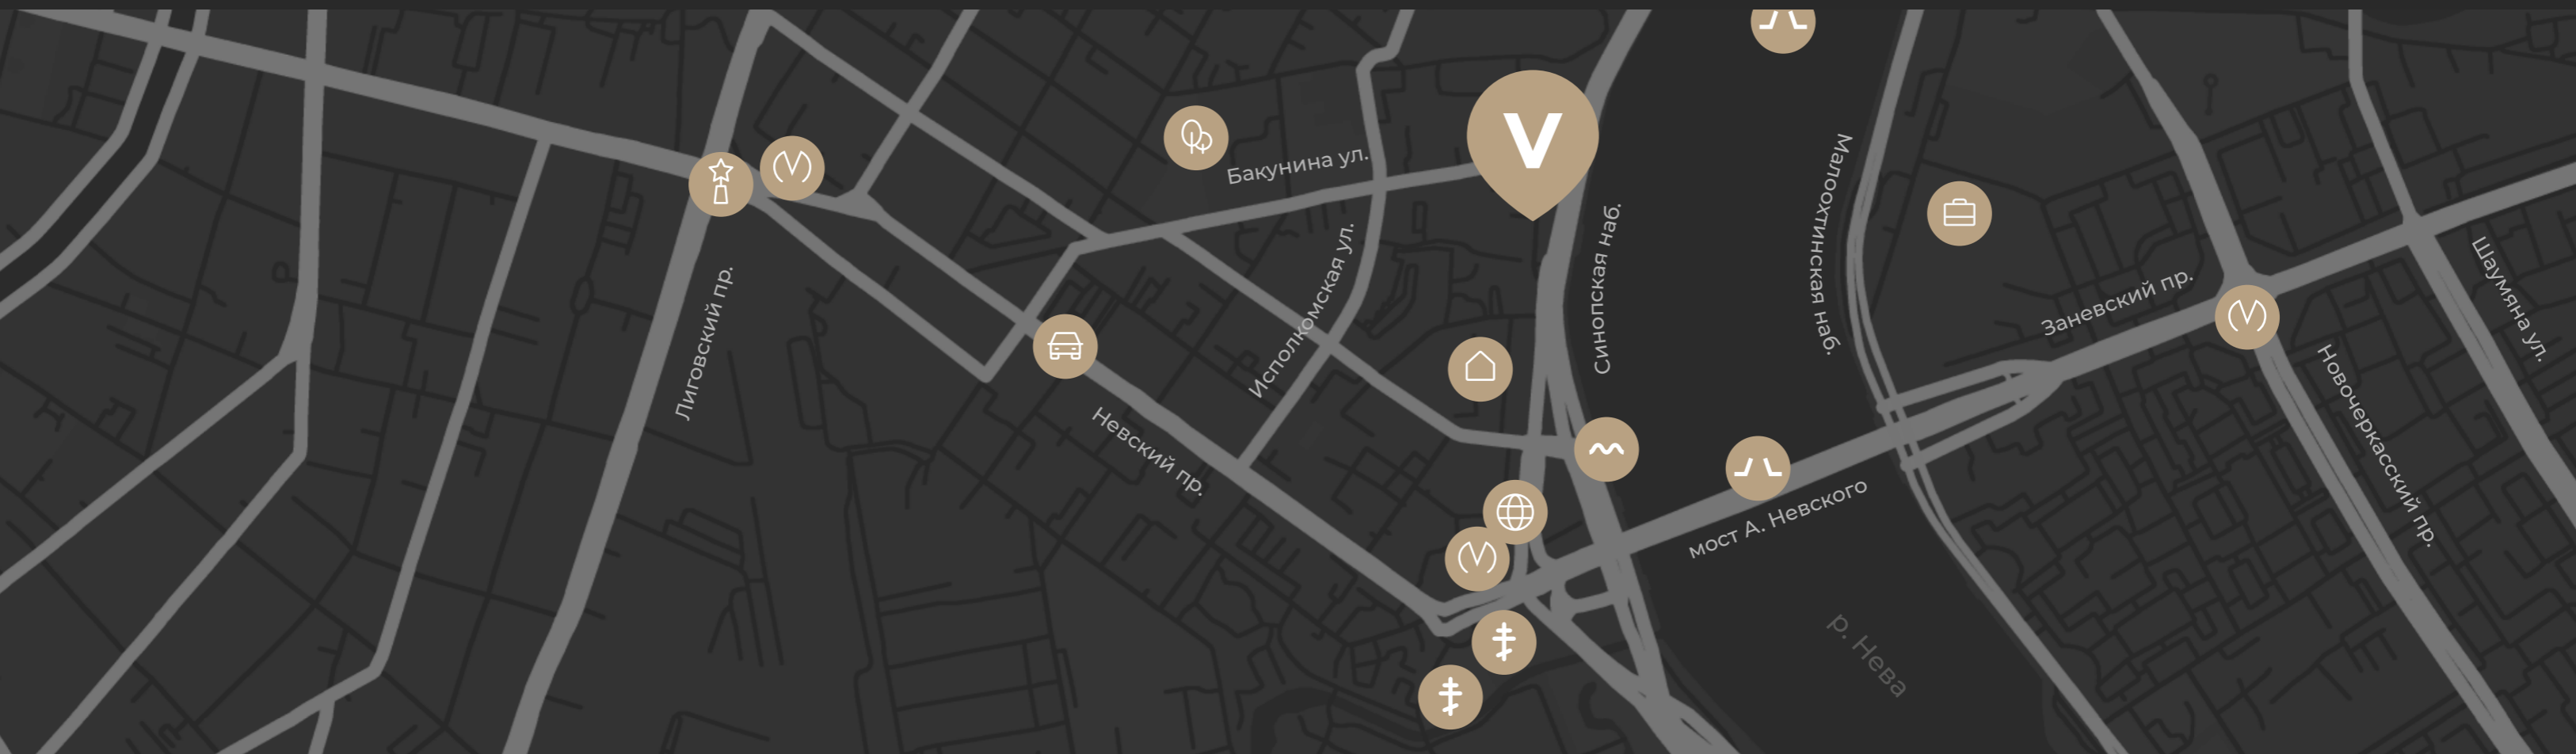 V
Бакунина ул.
Малоохтинская наб.
Синопская наб.
Исполкомская ул.
Шаумяна ул.
Лиговский пр.
Заневский пр.
Невский пр.
Новочеркасский пр.
мост А. Невского
р. Нева